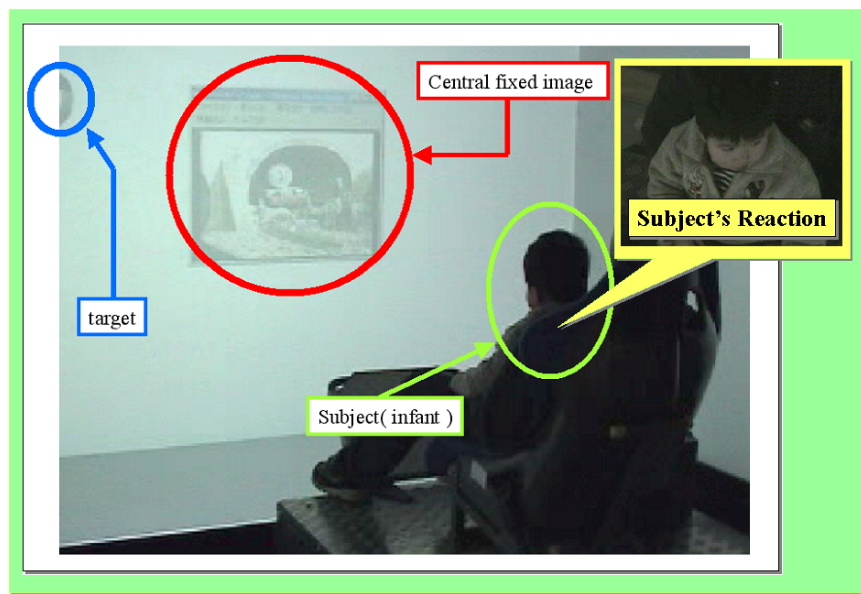 Central fixed image
Subject's Reaction
target
Subject( infant )